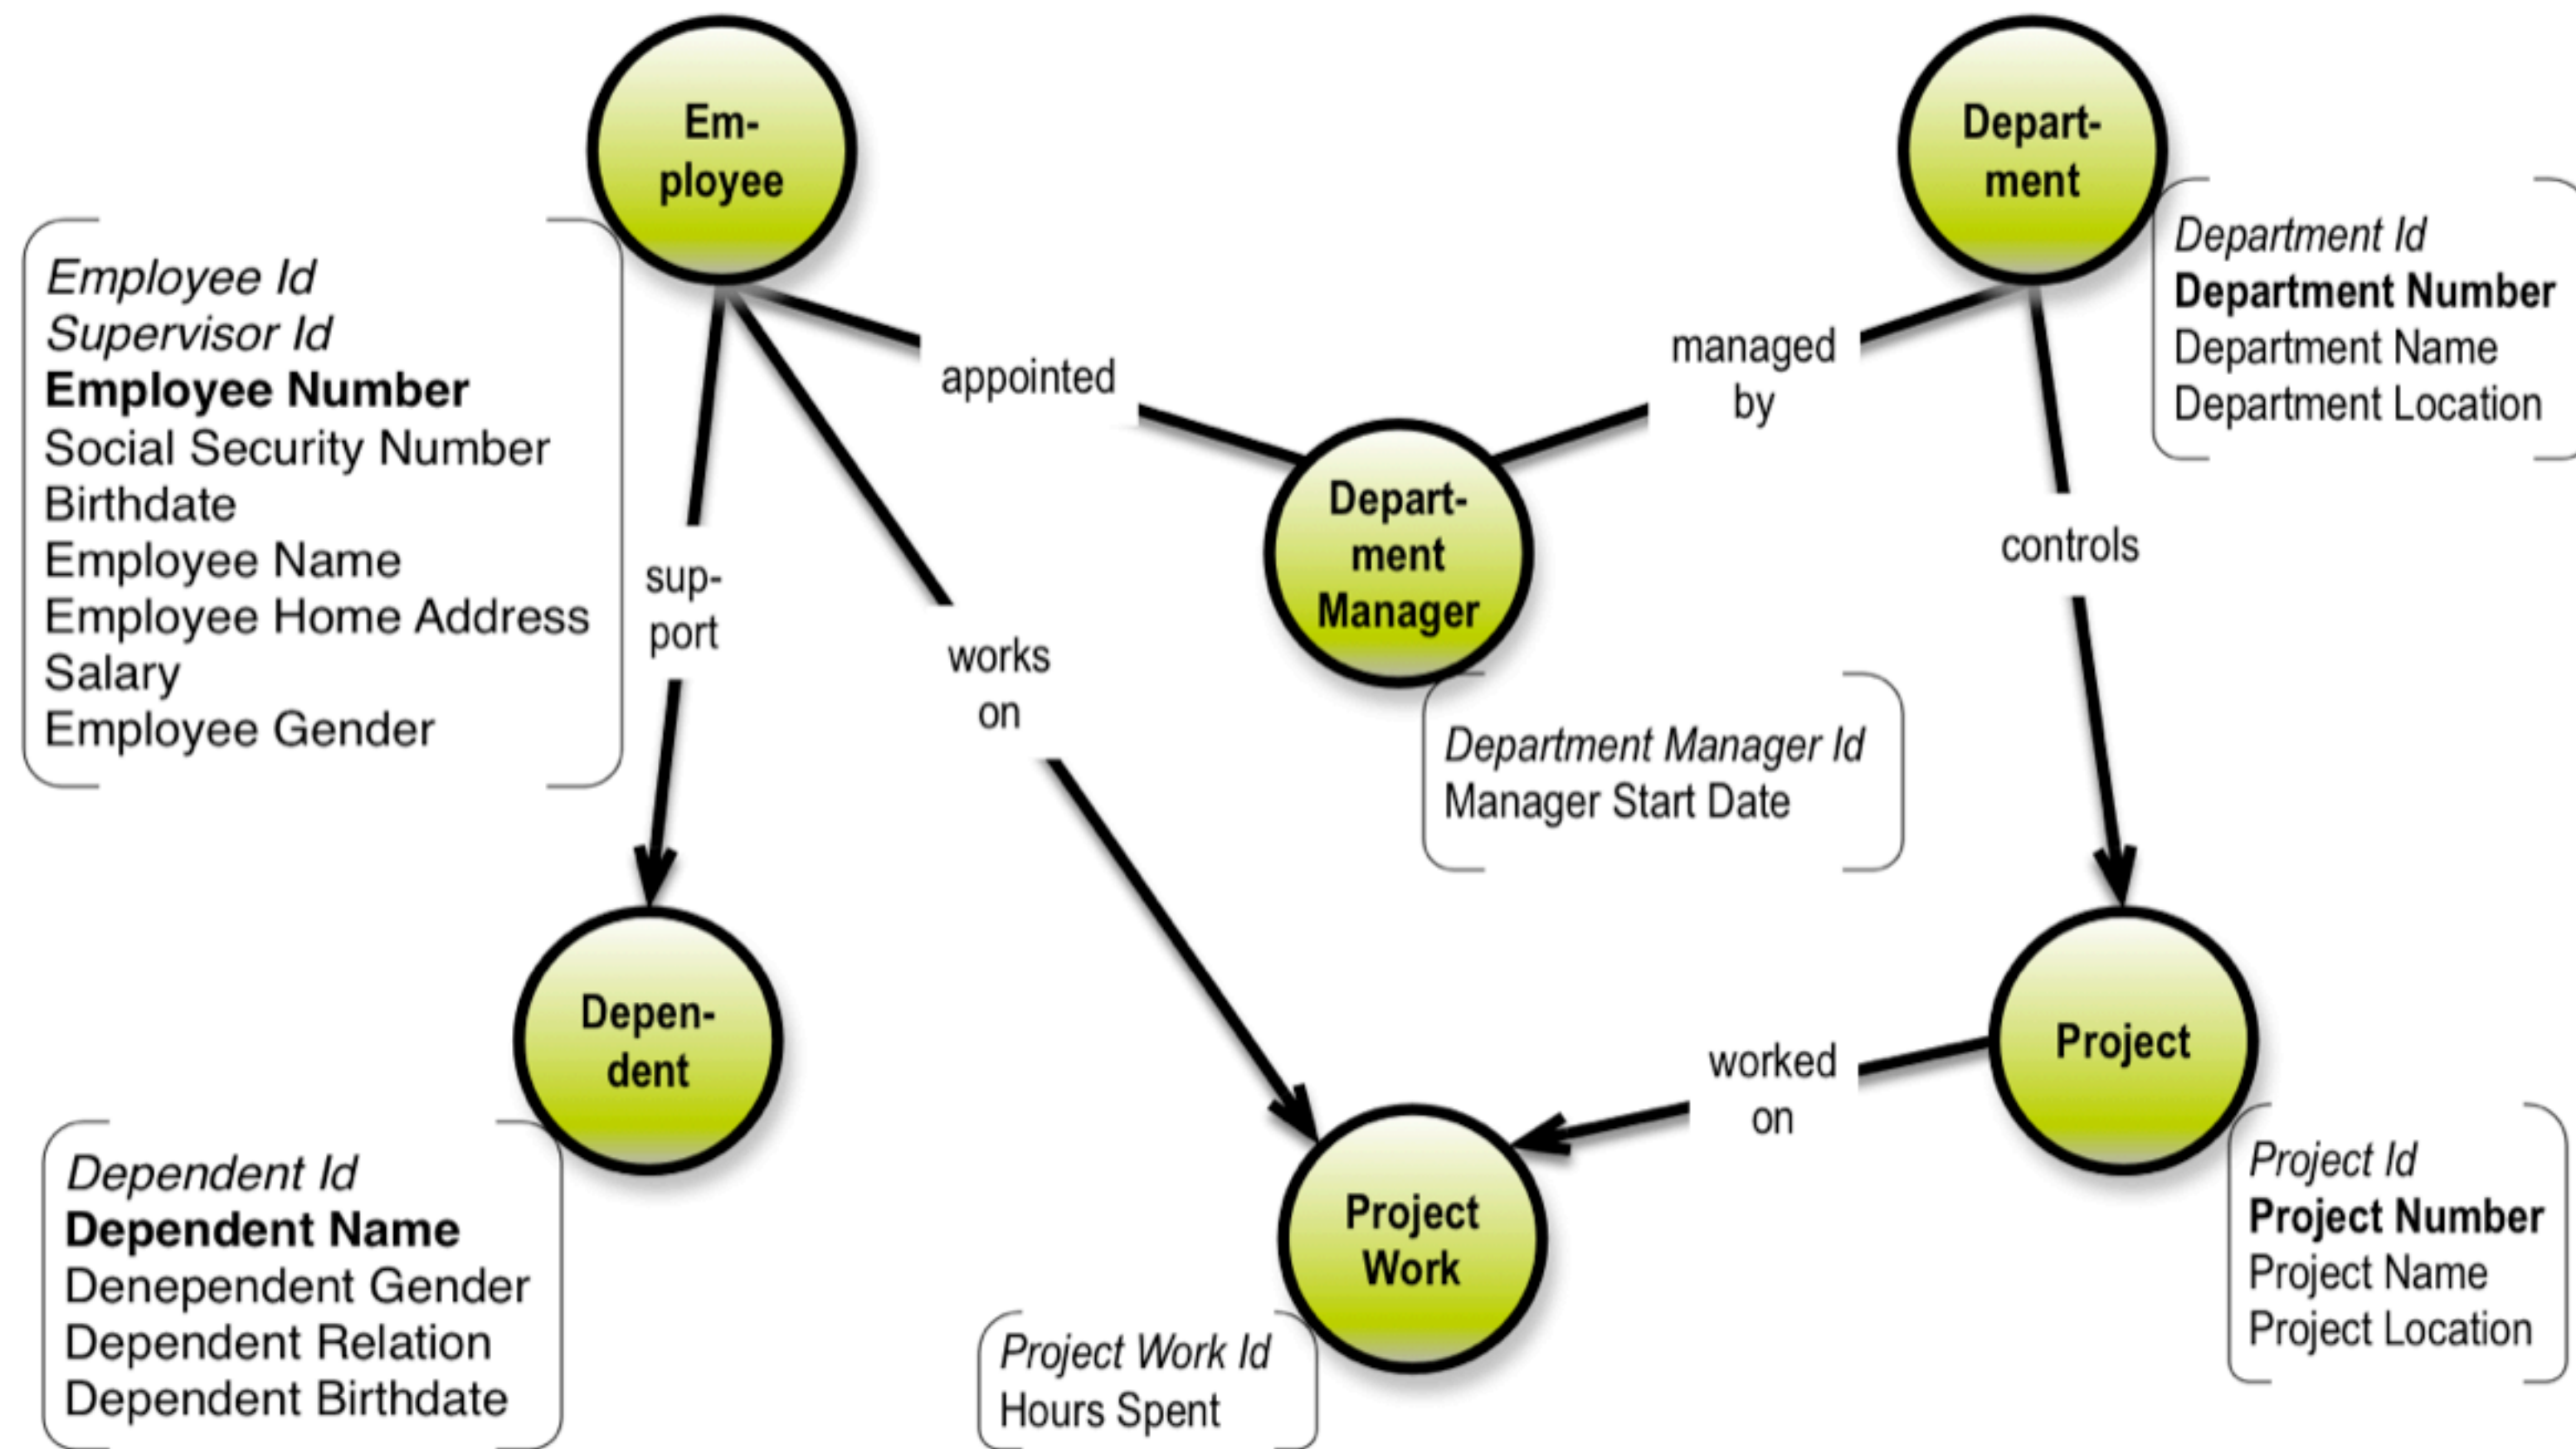 Em-
ployee
Employee Id
Supervisor Id
Employee Number
Social Security Number
Birthdate
Employee Name
Employee Home Address
Salary
Employee Gender
Depart-
ment
Department Id
Department Number
Department Name
Department Location
appointed
managed
by
Depart-
ment
Manager
Department Manager Id
Manager Start Date
sup-
port
works
on
controls
Depen-
dent
Dependent Id
Dependent Name
Denependent Gender
Dependent Relation
Dependent Birthdate
Project
Work
Project Work Id
Hours Spent
worked
on
Project
Project Id
Project Number
Project Name
Project Location